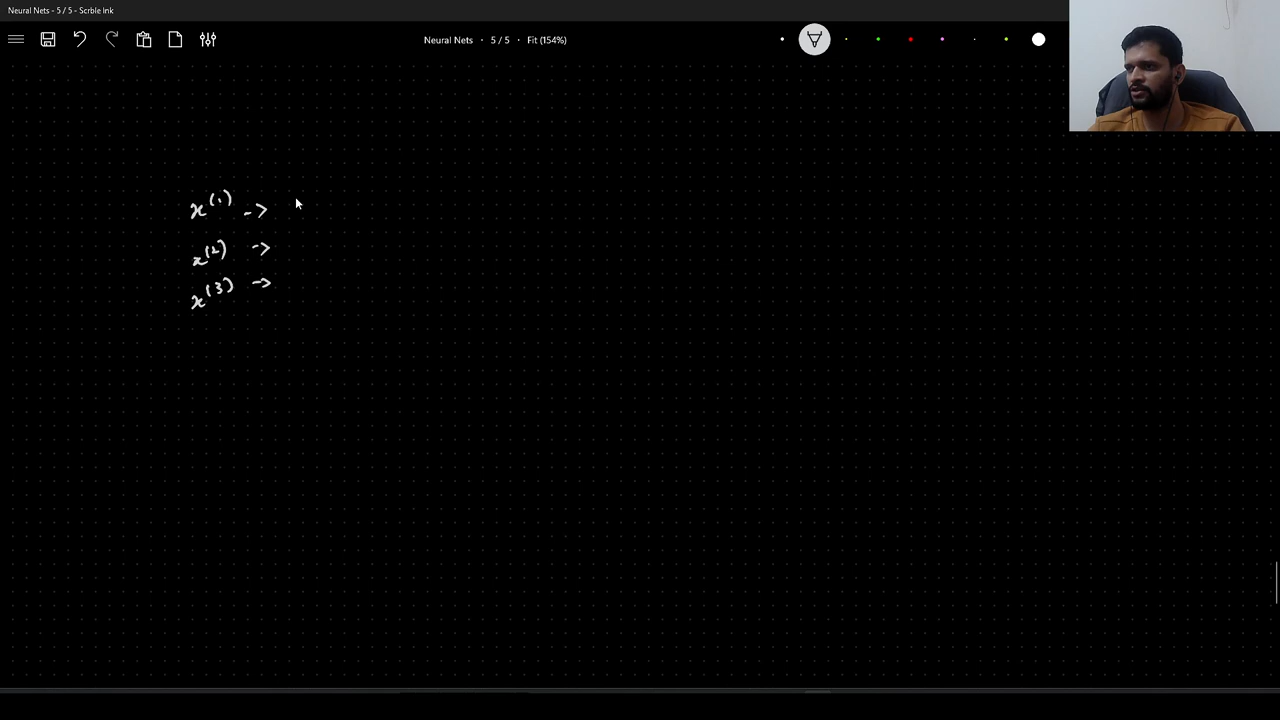 Neural Nets - 5 / 5 - Scrble Ink
Neural Nets • 5 / 5 • Fit (154%)
x^(1) ->
x^(2) ->
x^(3) ->